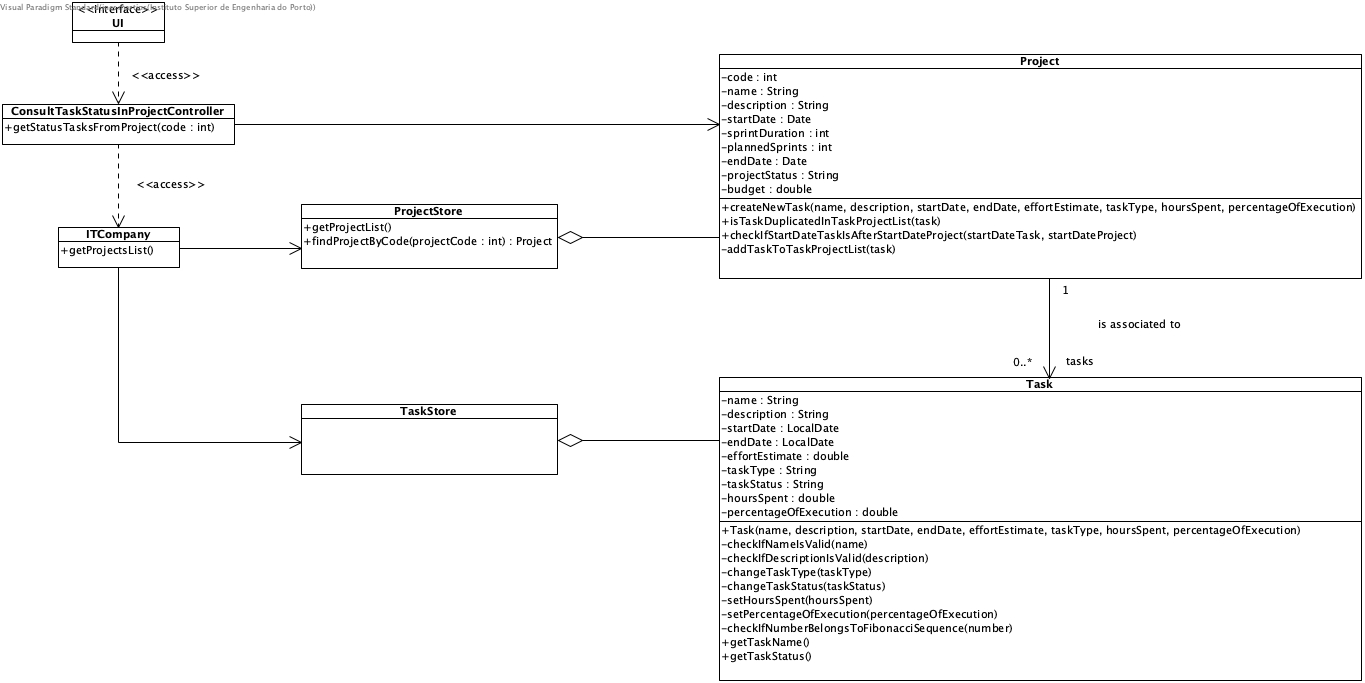 Visual Paradigm Standard (Instituto Superior de Engenharia do Porto))
<<Interface>>
UI
<<access>>
ConsultTaskStatusInProjectController
+getStatusTasksFromProject(code : int)
<<access>>
ITCompany
+getProjectsList()
ProjectStore
+getProjectList()
+findProjectByCode(projectCode : int) : Project
Project
-code : int
-name : String
-description : String
-startDate : Date
-sprintDuration : int
-plannedSprints : int
-endDate : Date
-projectStatus : String
-budget : double
+createNewTask(name, description, startDate, endDate, effortEstimate, taskType, hoursSpent, percentageOfExecution)
+isTaskDuplicatedInTaskProjectList(task)
+checkIfStartDateTaskIsAfterStartDateProject(startDateTask, startDateProject)
-addTaskToTaskProjectList(task)
1
is associated to
0..*
tasks
TaskStore
Task
-name : String
-description : String
-startDate : LocalDate
-endDate : LocalDate
-effortEstimate : double
-taskType : String
-taskStatus : String
-hoursSpent : double
-percentageOfExecution : double
+Task(name, description, startDate, endDate, effortEstimate, taskType, hoursSpent, percentageOfExecution)
-checkIfNameIsValid(name)
-checkIfDescriptionIsValid(description)
-changeTaskType(taskType)
-changeTaskStatus(taskStatus)
-setHoursSpent(hoursSpent)
-setPercentageOfExecution(percentageOfExecution)
-checkIfNumberBelongsToFibonacciSequence(number)
+getTaskName()
+getTaskStatus()